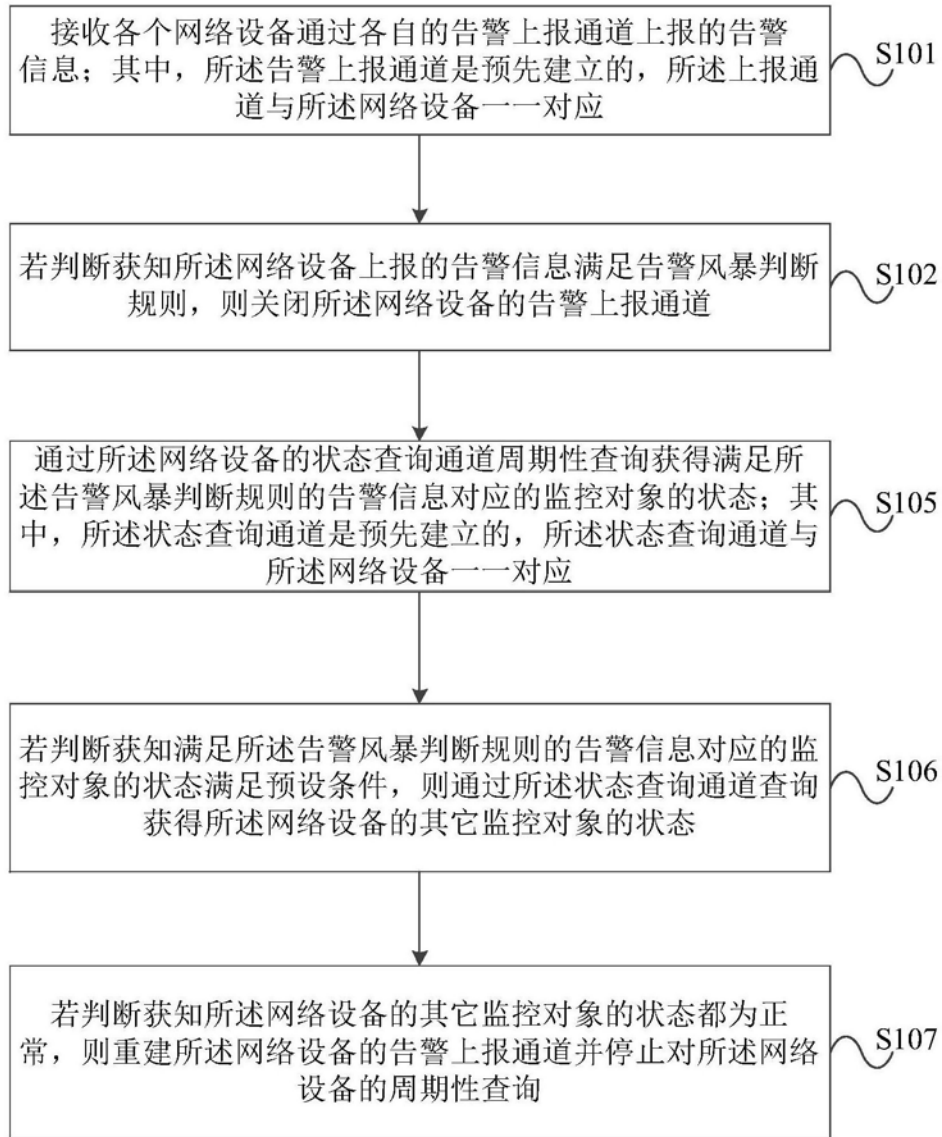 接收各个网络设备通过各自的告警上报通道上报的告警
信息；其中，所述告警上报通道是预先建立的，所述上报通
道与所述网络设备一一对应
S101
若判断获知所述网络设备上报的告警信息满足告警风暴判断
规则，则关闭所述网络设备的告警上报通道
S102
通过所述网络设备的状态查询通道周期性查询获得满足所
述告警风暴判断规则的告警信息对应的监控对象的状态；其
中，所述状态查询通道是预先建立的，所述状态查询通道与
所述网络设备一一对应
S105
若判断获知满足所述告警风暴判断规则的告警信息对应的监
控对象的状态满足预设条件，则通过所述状态查询通道查询
获得所述网络设备的其它监控对象的状态
S106
若判断获知所述网络设备的其它监控对象的状态都为正
常，则重建所述网络设备的告警上报通道并停止对所述网络
设备的周期性查询
S107